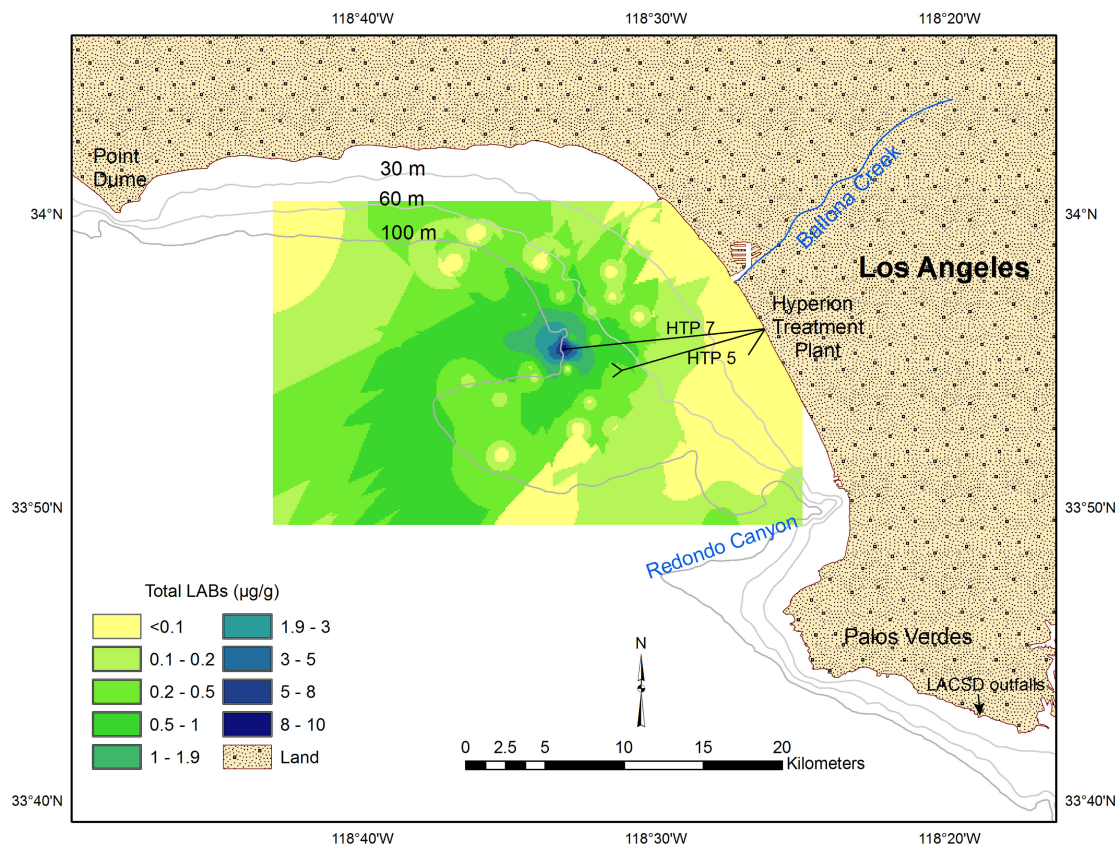 118°40'W
118°30'W
118°20'W
Point
Dume
30 m
60 m
100 m
34°N
34°N
Ballona Creek
Los Angeles
Hyperion
Treatment
Plant
HTP 7
HTP 5
33°50'N
33°50'N
Redondo Canyon
Total LABs (µg/g)
<0.1
0.1 - 0.2
0.2 - 0.5
0.5 - 1
1 - 1.9
1.9 - 3
3 - 5
5 - 8
8 - 10
Land
N
Palos Verdes
LACSD outfalls
0 2.5 5 10 15 20
Kilometers
33°40'N
33°40'N
118°40'W
118°30'W
118°20'W